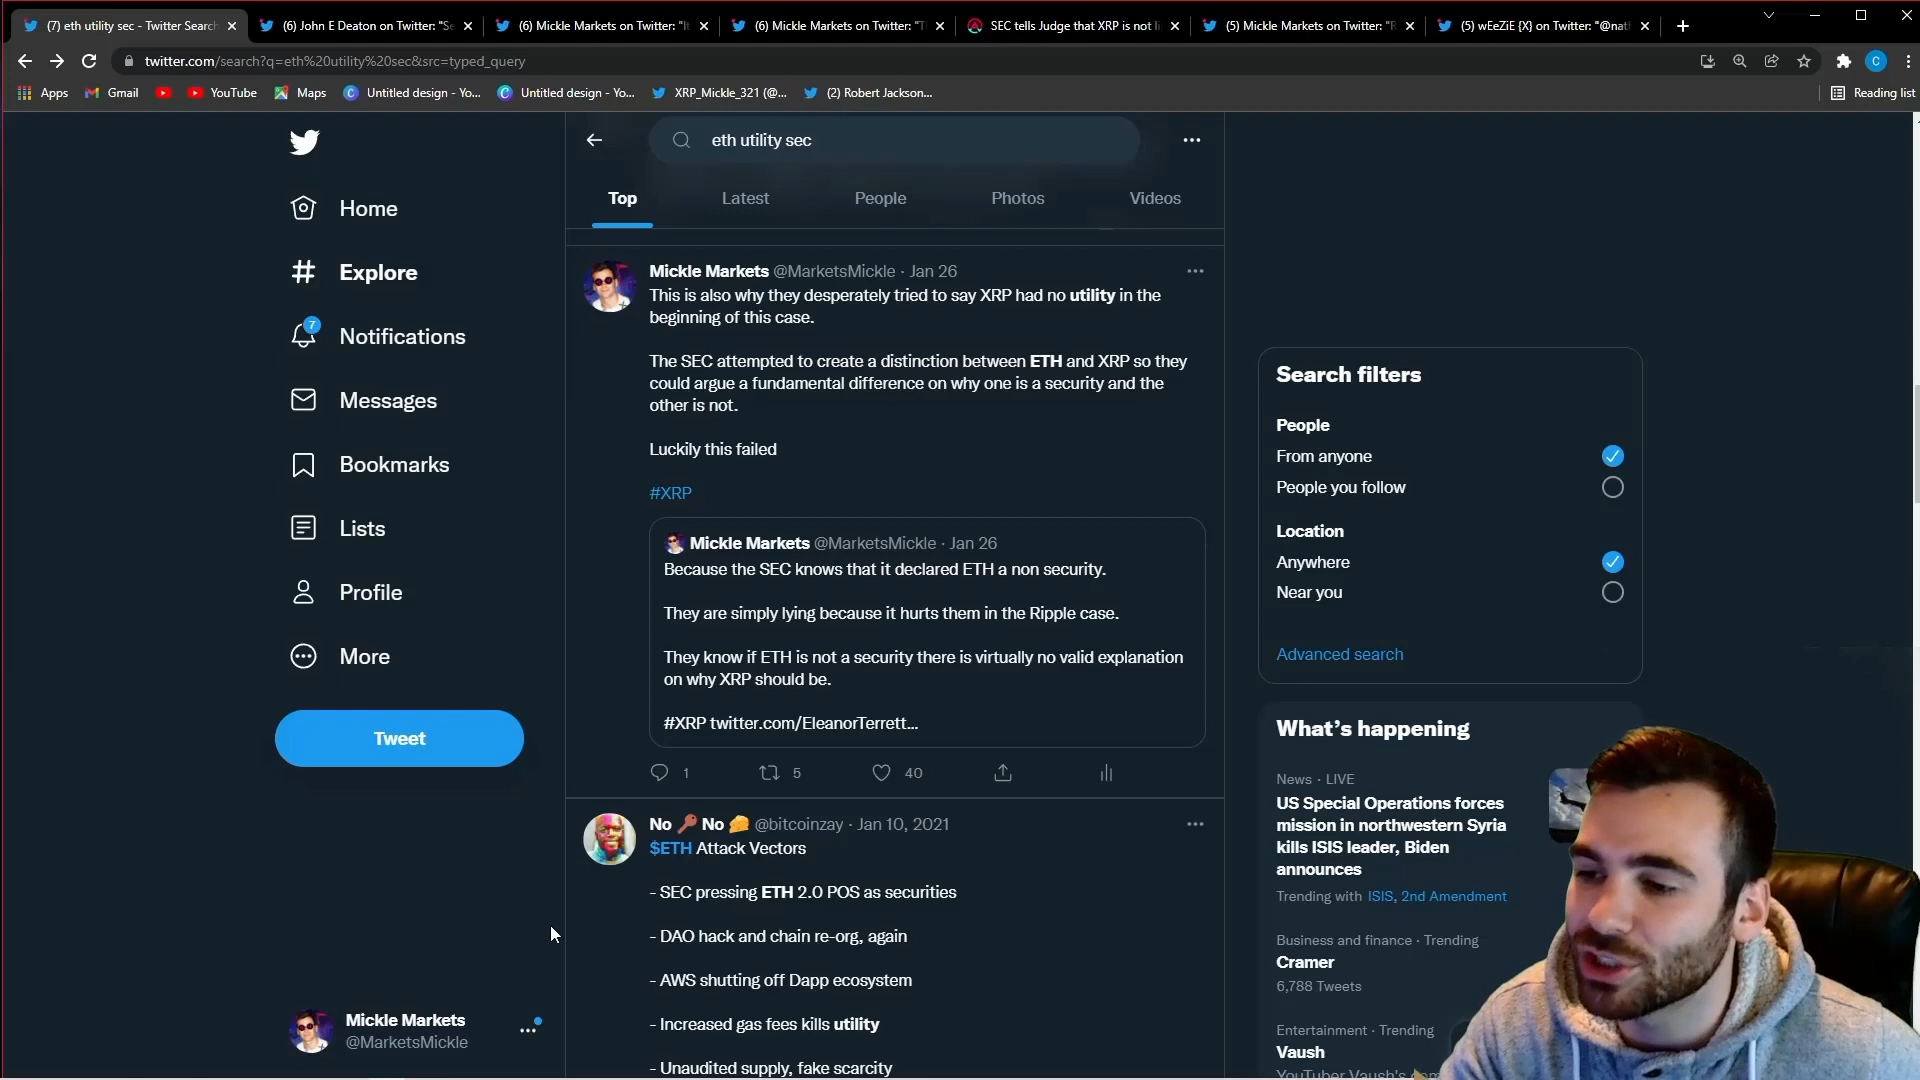 (7) eth utility sec - Twitter Search
(6) John E Deaton on Twitter: "Se
(6) Mickle Markets on Twitter: "It
(6) Mickle Markets on Twitter: "T
SEC tells Judge that XRP is not li
(5) Mickle Markets on Twitter: "R
(5) wEeZiE {X} on Twitter: "@nat
twitter.com/search?q=eth%20utility%20sec&src=typed_query
C
Apps
Gmail
YouTube
Maps
Untitled design - Yo...
Untitled design - Yo...
XRP_Mickle_321 (@...
(2) Robert Jackson...
Reading list
eth utility sec
Top
Latest
People
Photos
Videos
Home
Explore
7
Notifications
Messages
Bookmarks
Lists
Profile
More
Tweet
Mickle Markets
@MarketsMickle
Mickle Markets @MarketsMickle · Jan 26
This is also why they desperately tried to say XRP had no utility in the
beginning of this case.
The SEC attempted to create a distinction between ETH and XRP so they
could argue a fundamental difference on why one is a security and the
other is not.
Luckily this failed
#XRP
Mickle Markets @MarketsMickle · Jan 26
Because the SEC knows that it declared ETH a non security.
They are simply lying because it hurts them in the Ripple case.
They know if ETH is not a security there is virtually no valid explanation
on why XRP should be.
#XRP twitter.com/EleanorTerrett...
1
5
40
No 🔑 No 🧀 @bitcoinzay · Jan 10, 2021
$ETH Attack Vectors
- SEC pressing ETH 2.0 POS as securities
- DAO hack and chain re-org, again
- AWS shutting off Dapp ecosystem
- Increased gas fees kills utility
- Unaudited supply, fake scarcity
Search filters
People
From anyone
People you follow
Location
Anywhere
Near you
Advanced search
What's happening
News · LIVE
US Special Operations forces
mission in northwestern Syria
kills ISIS leader, Biden
announces
Trending with ISIS, 2nd Amendment
Business and finance · Trending
Cramer
6,788 Tweets
Entertainment · Trending
Vaush
YouTuber Vaush's